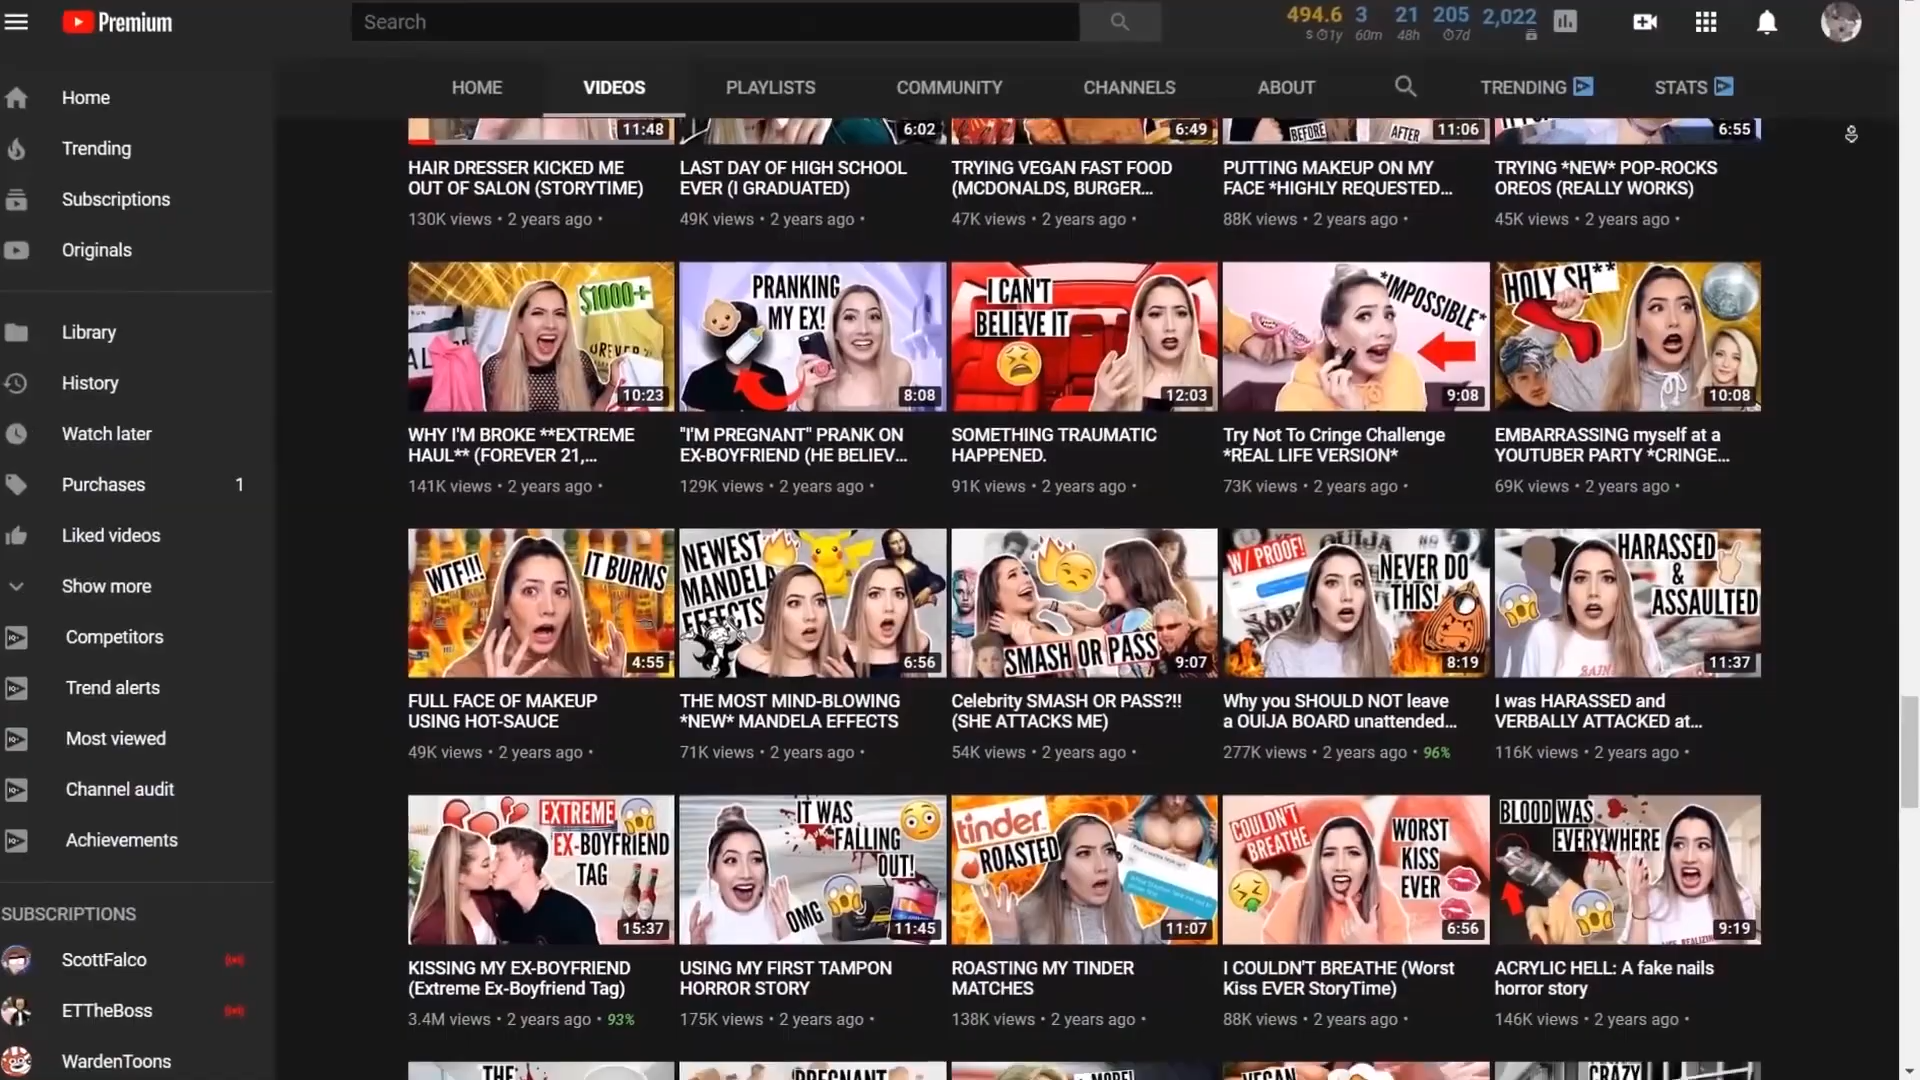 Premium
Search
494.6 3 21 205 2,022
s 1y 60m 48h 7d
HOME VIDEOS PLAYLISTS COMMUNITY CHANNELS ABOUT TRENDING STATS
Home
Trending
Subscriptions
Originals
Library
History
Watch later
Purchases 1
Liked videos
Show more
Competitors
Trend alerts
Most viewed
Channel audit
Achievements
SUBSCRIPTIONS
ScottFalco
ETTheBoss
WardenToons
11:48
6:02
6:49
BEFORE AFTER 11:06
6:55
HAIR DRESSER KICKED ME
OUT OF SALON (STORYTIME)
130K views • 2 years ago •
LAST DAY OF HIGH SCHOOL
EVER (I GRADUATED)
49K views • 2 years ago •
TRYING VEGAN FAST FOOD
(MCDONALDS, BURGER...
47K views • 2 years ago •
PUTTING MAKEUP ON MY
FACE *HIGHLY REQUESTED...
88K views • 2 years ago •
TRYING *NEW* POP-ROCKS
OREOS (REALLY WORKS)
45K views • 2 years ago •
$1000+
10:23
WHY I'M BROKE **EXTREME
HAUL** (FOREVER 21,...
141K views • 2 years ago •
PRANKING
MY EX!
8:08
"I'M PREGNANT" PRANK ON
EX-BOYFRIEND (HE BELIEV...
129K views • 2 years ago •
I CAN'T
BELIEVE IT
12:03
SOMETHING TRAUMATIC
HAPPENED.
91K views • 2 years ago •
*IMPOSSIBLE*
9:08
Try Not To Cringe Challenge
*REAL LIFE VERSION*
73K views • 2 years ago •
HOLY SH**
10:08
EMBARRASSING myself at a
YOUTUBER PARTY *CRINGE...
69K views • 2 years ago •
WTF!!! IT BURNS
4:55
FULL FACE OF MAKEUP
USING HOT-SAUCE
49K views • 2 years ago •
NEWEST
MANDELA
EFFECTS
6:56
THE MOST MIND-BLOWING
*NEW* MANDELA EFFECTS
71K views • 2 years ago •
SMASH OR PASS
9:07
Celebrity SMASH OR PASS?!!
(SHE ATTACKS ME)
54K views • 2 years ago •
W/ PROOF!
OUIJA
NEVER DO
THIS!
8:19
Why you SHOULD NOT leave
a OUIJA BOARD unattended...
277K views • 2 years ago • 96%
HARASSED
&
ASSAULTED
11:37
I was HARASSED and
VERBALLY ATTACKED at...
116K views • 2 years ago •
EXTREME
EX-BOYFRIEND
TAG
15:37
KISSING MY EX-BOYFRIEND
(Extreme Ex-Boyfriend Tag)
3.4M views • 2 years ago • 93%
IT WAS
FALLING
OUT!
OMG
11:45
USING MY FIRST TAMPON
HORROR STORY
175K views • 2 years ago •
tinder
ROASTED
11:07
ROASTING MY TINDER
MATCHES
138K views • 2 years ago •
COULDN'T
BREATHE
WORST
KISS
EVER
6:56
I COULDN'T BREATHE (Worst
Kiss EVER StoryTime)
88K views • 2 years ago •
BLOOD WAS
EVERYWHERE
9:19
ACRYLIC HELL: A fake nails
horror story
146K views • 2 years ago •
THE
PREGNANT
MORE!
VEGAN
CRAZY